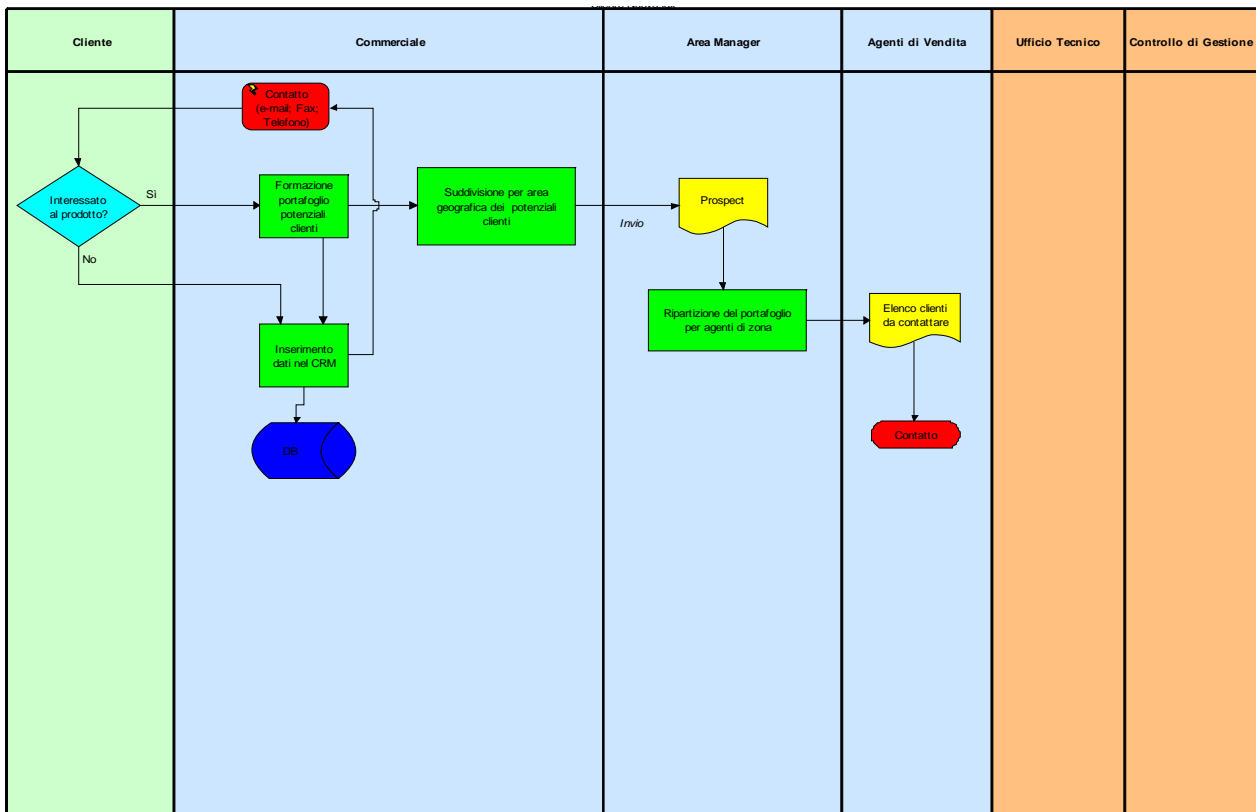 Cliente
Commerciale
Area Manager
Agenti di Vendita
Ufficio Tecnico
Controllo di Gestione
Contatto
(e-mail; Fax;
Telefono)
Interessato
al prodotto?
Sì
No
Formazione
portafoglio
potenziali
clienti
Suddivisione per area
geografica dei potenziali
clienti
Invio
Prospect
Ripartizione del portafoglio
per agenti di zona
Elenco clienti
da contattare
Inserimento
dati nel CRM
DB
Contatto